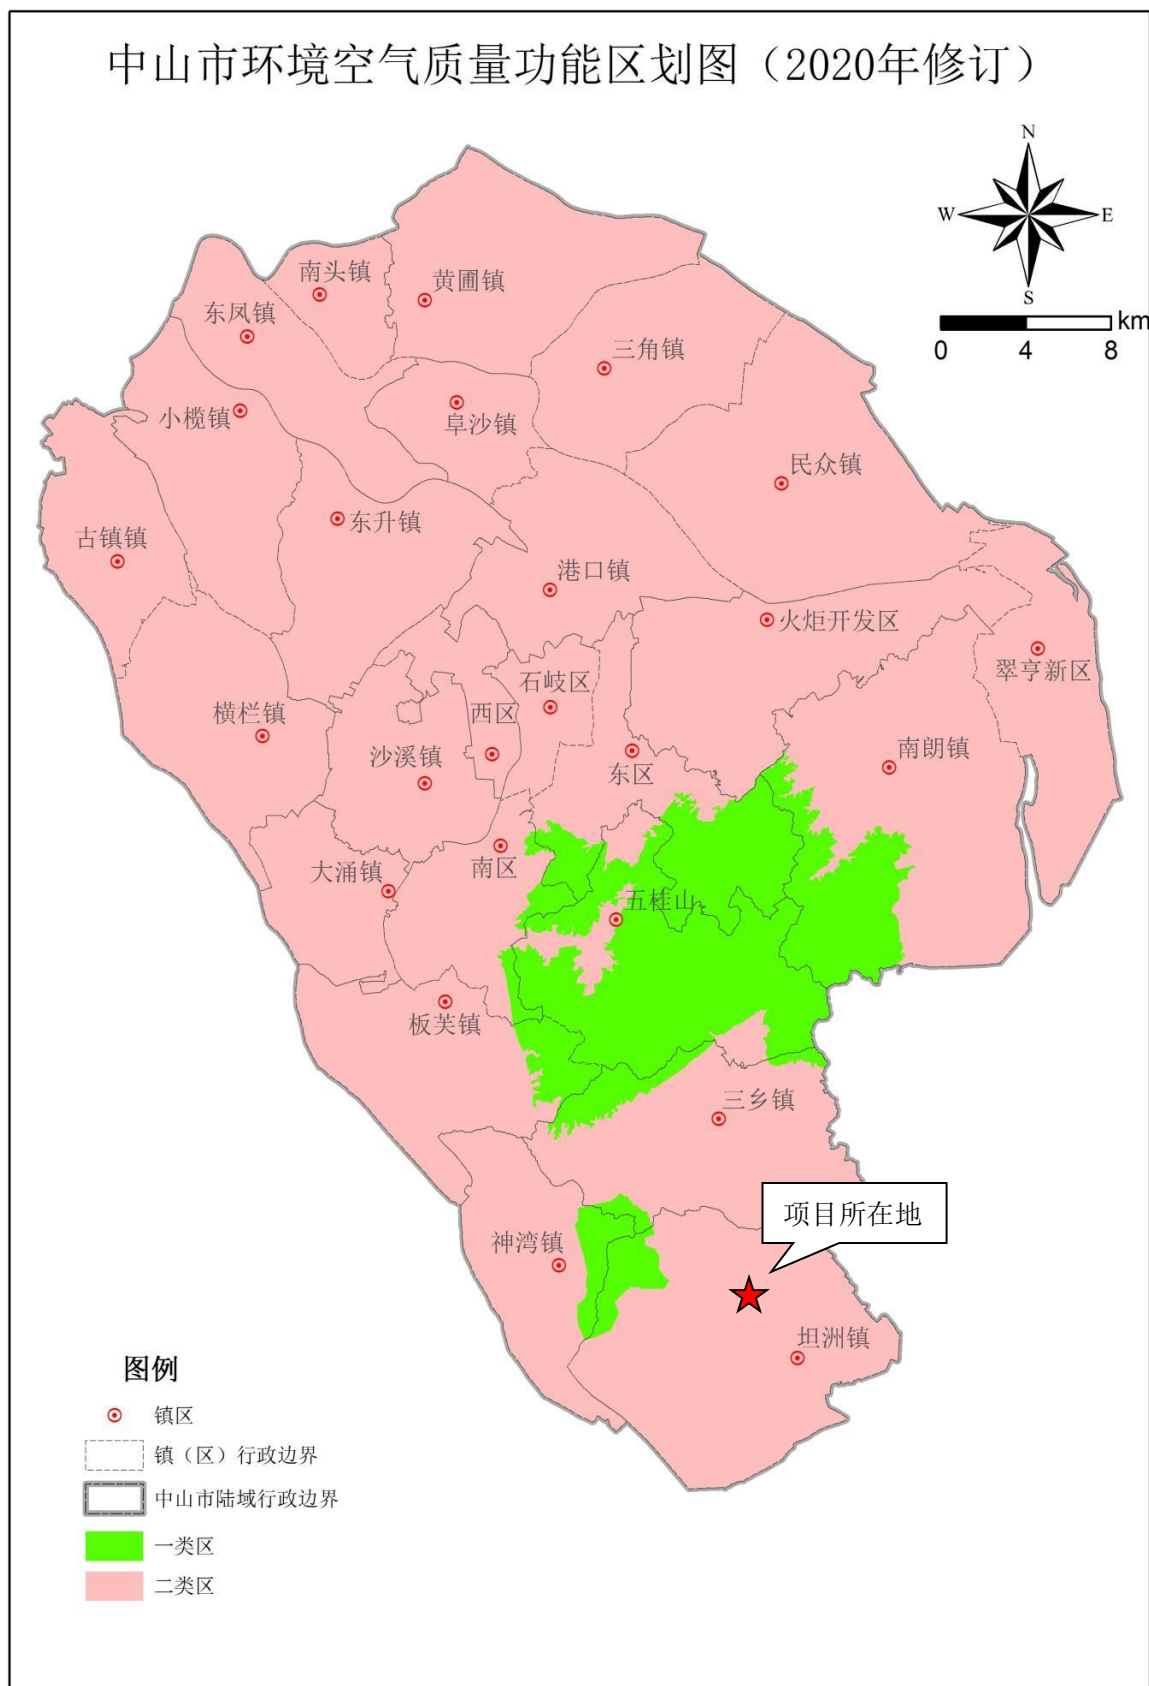 中山市环境空气质量功能区划图（2020年修订）
N
W
E
S
km
0 4 8
南头镇
黄圃镇
东凤镇
三角镇
小榄镇
阜沙镇
民众镇
东升镇
古镇镇
港口镇
火炬开发区
翠亨新区
石岐区
横栏镇
西区
沙溪镇
东区
南朗镇
南区
大涌镇
五桂山
板芙镇
三乡镇
项目所在地
神湾镇
坦洲镇
图例
镇区
镇（区）行政边界
中山市陆域行政边界
一类区
二类区